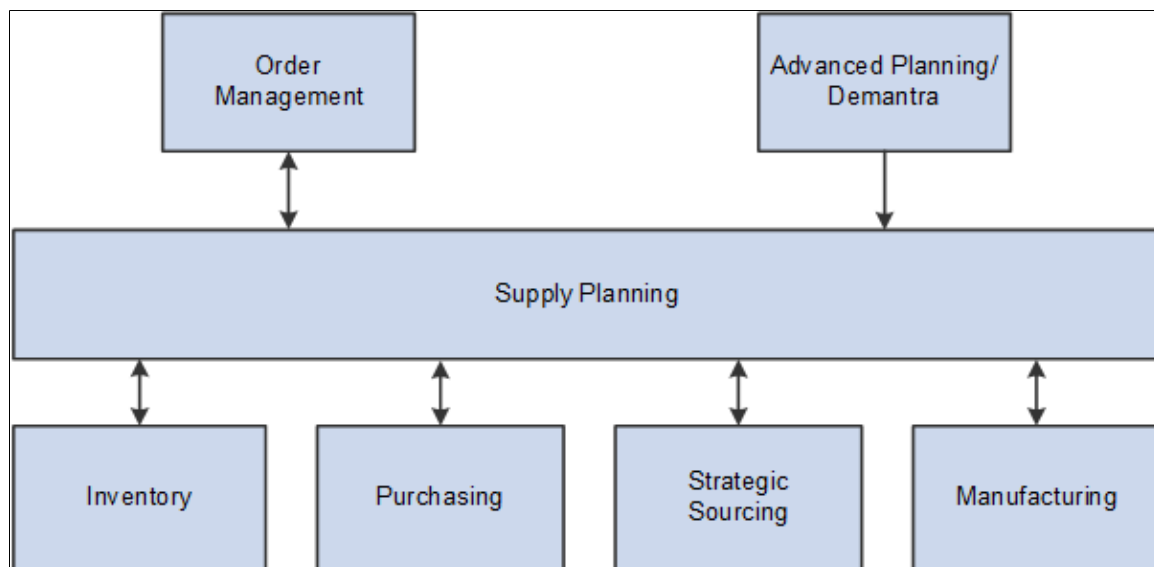 Order
Management
Advanced Planning/
Demantra
Supply Planning
Inventory
Purchasing
Strategic
Sourcing
Manufacturing